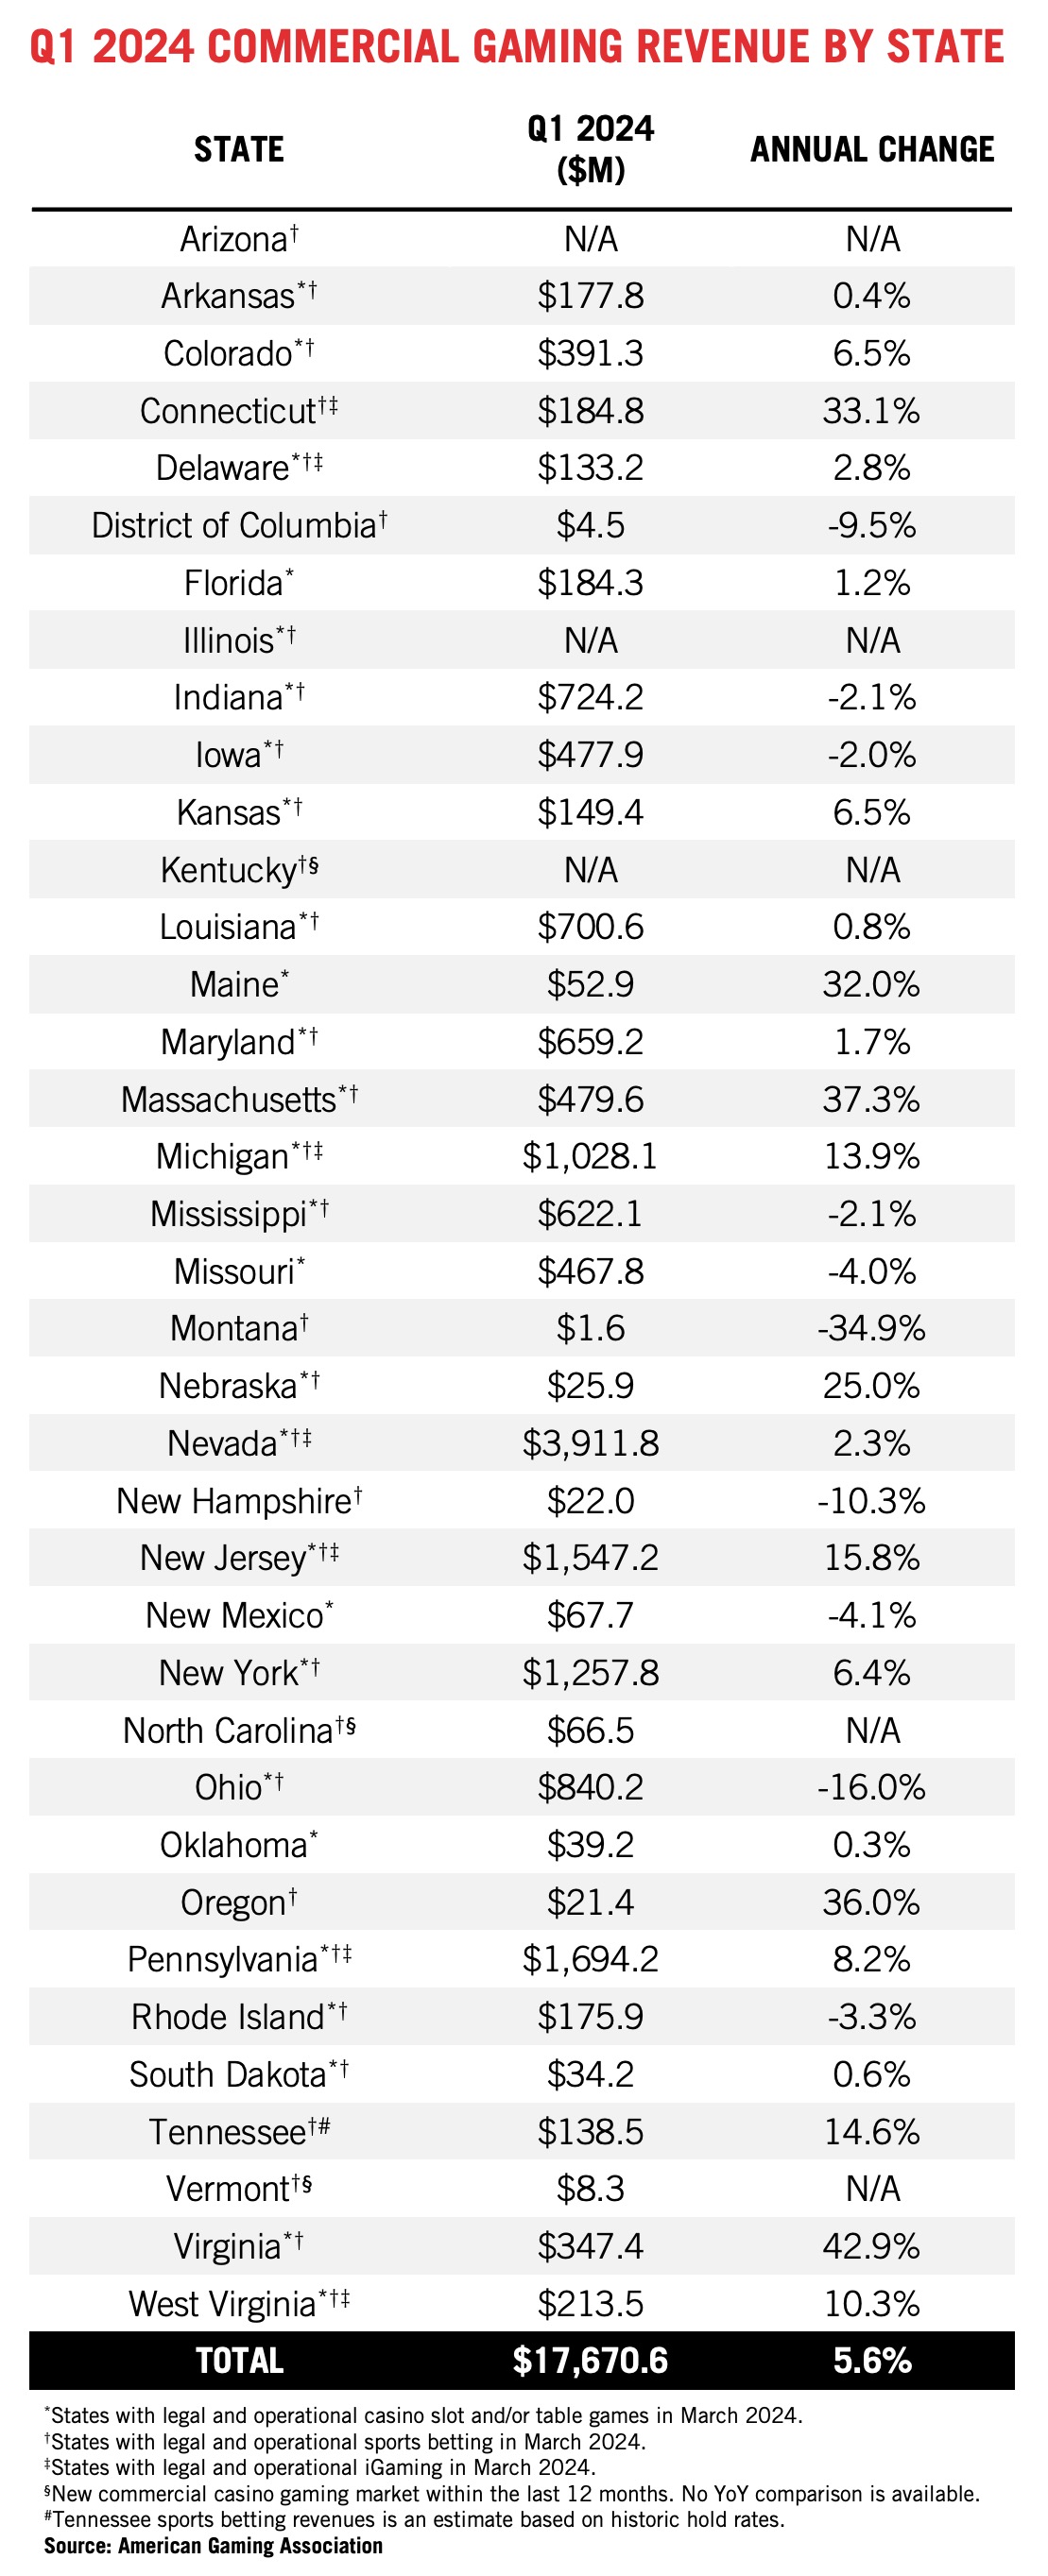 Q1 2024 COMMERCIAL GAMING REVENUE BY STATE
STATE Q1 2024 ($M) ANNUAL CHANGE
Arizona† N/A N/A
Arkansas*† $177.8 0.4%
Colorado*† $391.3 6.5%
Connecticut†‡ $184.8 33.1%
Delaware*†‡ $133.2 2.8%
District of Columbia† $4.5 -9.5%
Florida* $184.3 1.2%
Illinois*† N/A N/A
Indiana*† $724.2 -2.1%
Iowa*† $477.9 -2.0%
Kansas*† $149.4 6.5%
Kentucky†§ N/A N/A
Louisiana*† $700.6 0.8%
Maine* $52.9 32.0%
Maryland*† $659.2 1.7%
Massachusetts*† $479.6 37.3%
Michigan*†‡ $1,028.1 13.9%
Mississippi*† $622.1 -2.1%
Missouri* $467.8 -4.0%
Montana† $1.6 -34.9%
Nebraska*† $25.9 25.0%
Nevada*†‡ $3,911.8 2.3%
New Hampshire† $22.0 -10.3%
New Jersey*†‡ $1,547.2 15.8%
New Mexico* $67.7 -4.1%
New York*† $1,257.8 6.4%
North Carolina†§ $66.5 N/A
Ohio*† $840.2 -16.0%
Oklahoma* $39.2 0.3%
Oregon† $21.4 36.0%
Pennsylvania*†‡ $1,694.2 8.2%
Rhode Island*† $175.9 -3.3%
South Dakota*† $34.2 0.6%
Tennessee†# $138.5 14.6%
Vermont†§ $8.3 N/A
Virginia*† $347.4 42.9%
West Virginia*†‡ $213.5 10.3%
TOTAL $17,670.6 5.6%
*States with legal and operational casino slot and/or table games in March 2024.
†States with legal and operational sports betting in March 2024.
‡States with legal and operational iGaming in March 2024.
§New commercial casino gaming market within the last 12 months. No YoY comparison is available.
#Tennessee sports betting revenues is an estimate based on historic hold rates.
Source: American Gaming Association